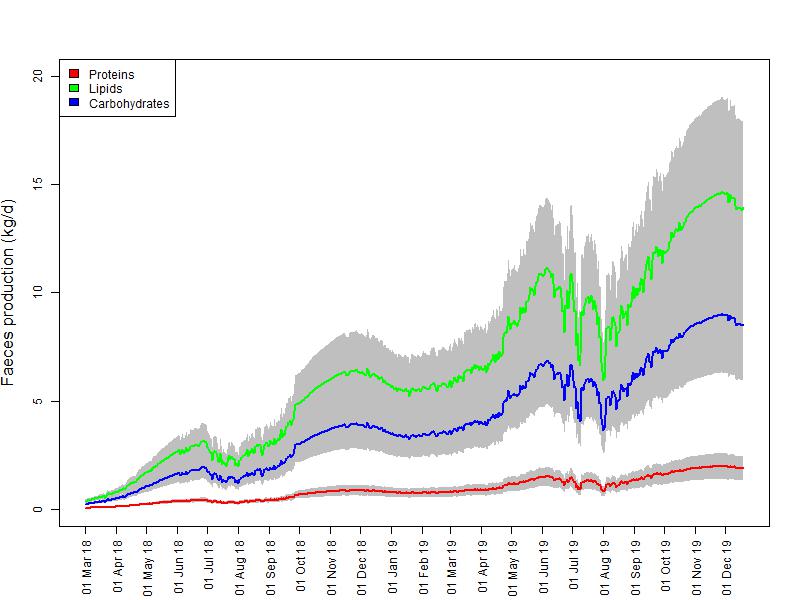 Proteins
Lipids
Carbohydrates
Faeces production (kg/d)
20
15
10
5
0
01 Mar 18
01 Apr 18
01 May 18
01 Jun 18
01 Jul 18
01 Aug 18
01 Sep 18
01 Oct 18
01 Nov 18
01 Dec 18
01 Jan 19
01 Feb 19
01 Mar 19
01 Apr 19
01 May 19
01 Jun 19
01 Jul 19
01 Aug 19
01 Sep 19
01 Oct 19
01 Nov 19
01 Dec 19